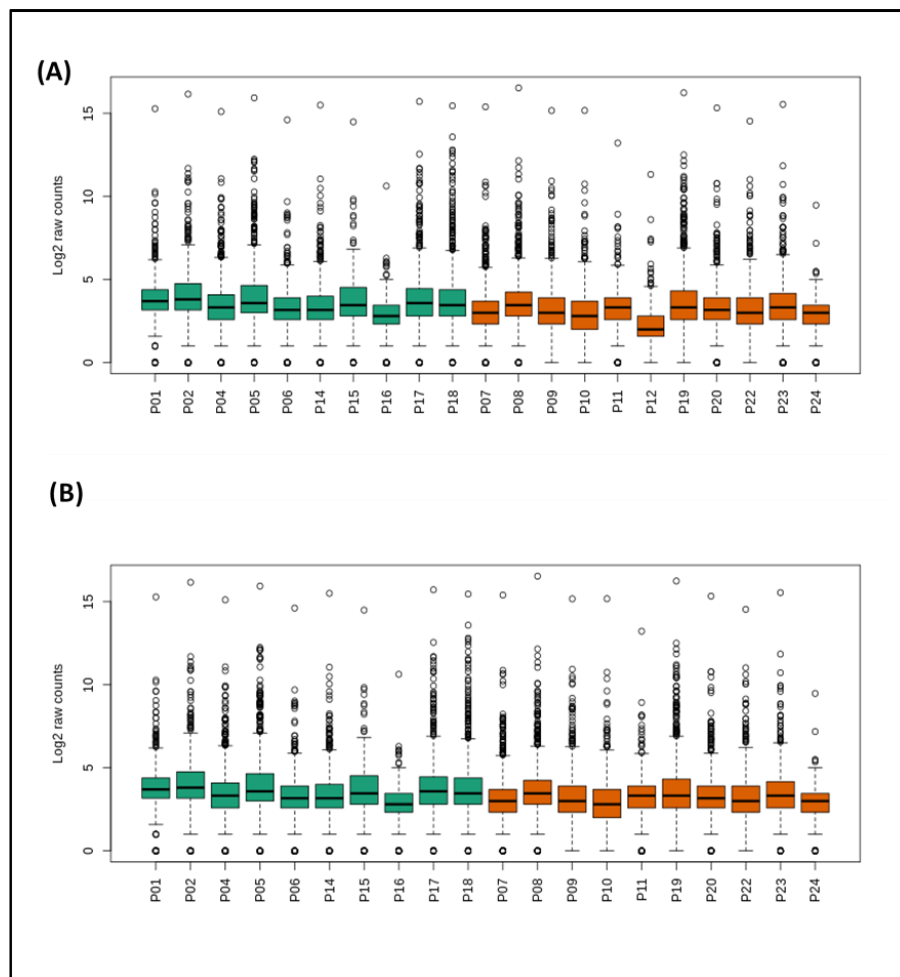 (A)
Log2 raw counts
15
10
5
0
P01 P02 P04 P05 P06 P14 P15 P16 P17 P18 P07 P08 P09 P10 P11 P12 P19 P20 P22 P23 P24
(B)
Log2 raw counts
15
10
5
0
P01 P02 P04 P05 P06 P14 P15 P16 P17 P18 P07 P08 P09 P10 P11 P19 P20 P22 P23 P24